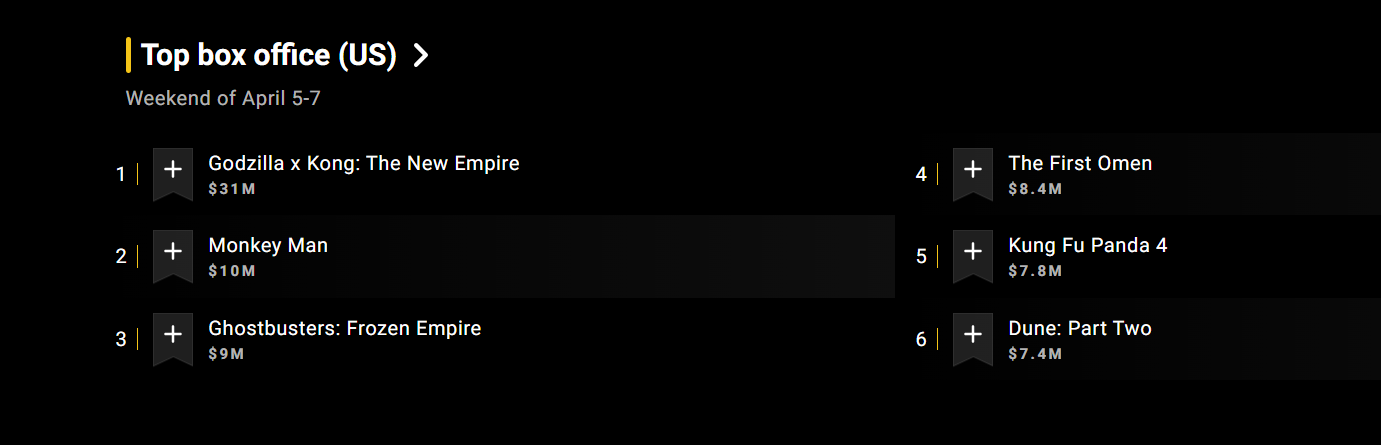 Top box office (US)
Weekend of April 5-7
1
Godzilla x Kong: The New Empire
$31M
2
Monkey Man
$10M
3
Ghostbusters: Frozen Empire
$9M
4
The First Omen
$8.4M
5
Kung Fu Panda 4
$7.8M
6
Dune: Part Two
$7.4M